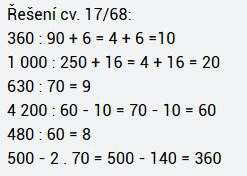 Řešení cv. 17/68:
360 : 90 + 6 = 4 + 6 =10
1 000 : 250 + 16 = 4 + 16 = 20
630 : 70 = 9
4 200 : 60 - 10 = 70 - 10 = 60
480 : 60 = 8
500 - 2 . 70 = 500 - 140 = 360